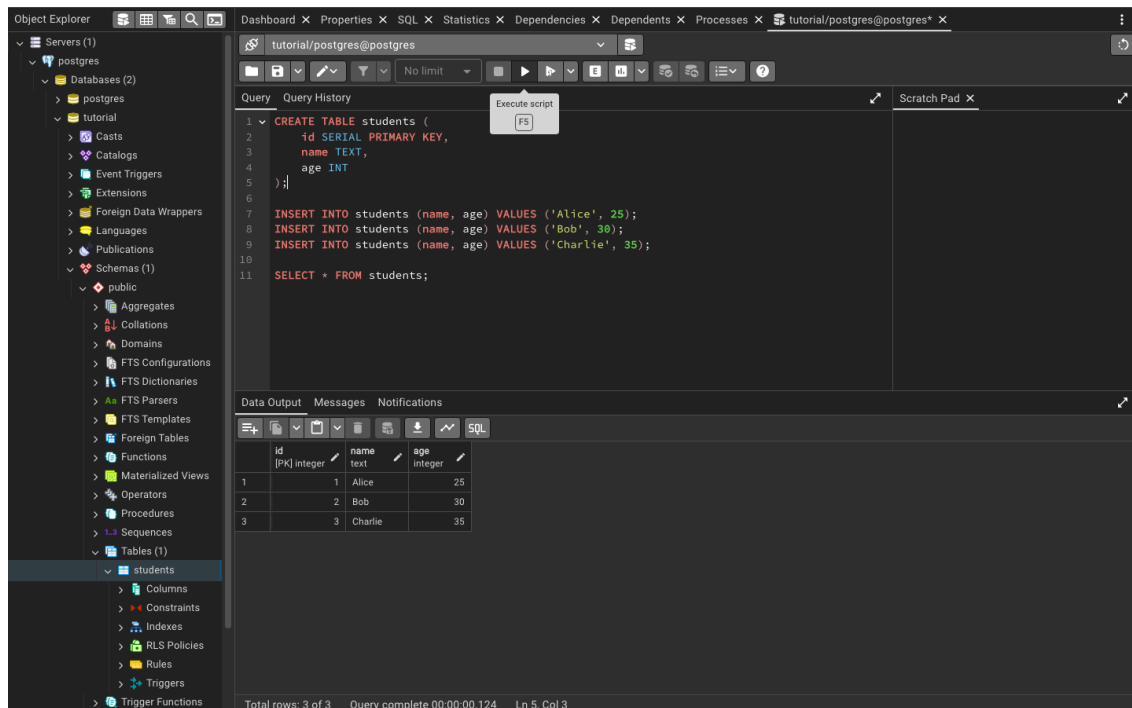 Object Explorer
Servers (1)
postgres
Databases (2)
postgres
tutorial
Casts
Catalogs
Event Triggers
Extensions
Foreign Data Wrappers
Languages
Publications
Schemas (1)
public
Aggregates
Collations
Domains
FTS Configurations
FTS Dictionaries
Aa FTS Parsers
FTS Templates
Foreign Tables
Functions
Materialized Views
Operators
Procedures
1..3 Sequences
Tables (1)
students
Columns
Constraints
Indexes
RLS Policies
Rules
Triggers
Trigger Functions
Dashboard Properties SQL Statistics Dependencies Dependents Processes tutorial/postgres@postgres*
tutorial/postgres@postgres
No limit E
Query Query History
Execute script
F5
Scratch Pad
1 CREATE TABLE students (
2 id SERIAL PRIMARY KEY,
3 name TEXT,
4 age INT
5 );
6
7 INSERT INTO students (name, age) VALUES ('Alice', 25);
8 INSERT INTO students (name, age) VALUES ('Bob', 30);
9 INSERT INTO students (name, age) VALUES ('Charlie', 35);
10
11 SELECT * FROM students;
Data Output Messages Notifications
SQL
id name age
[PK] integer text integer
1 1 Alice 25
2 2 Bob 30
3 3 Charlie 35
Total rows: 3 of 3 Query complete 00:00:00.124 Ln 5, Col 3